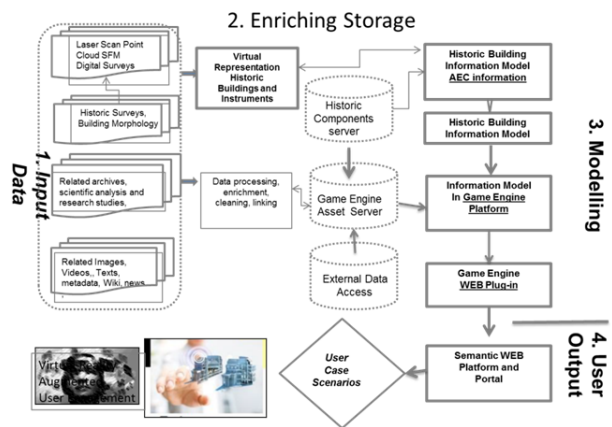 2. Enriching Storage
1. Input
Data
Laser Scan Point
Cloud SFM
Digital Surveys
Historic Surveys,
Building Morphology
Related archives,
scientific analysis and
research studies,
Related Images,
Videos,, Texts,
metadata, Wiki, news
.
Virtual
Representation
Historic
Buildings and
Instruments
Data processing,
enrichment,
cleaning, linking
Historic
Components
server
Game Engine
Asset Server
External Data
Access
3. Modelling
Historic Building
Information Model
AEC information
Historic Building
Information Model
Information Model
In Game Engine
Platform
Game Engine
WEB Plug-in
4. User
Output
Semantic WEB
Platform and
Portal
User
Case
Scenarios
Augmented
User